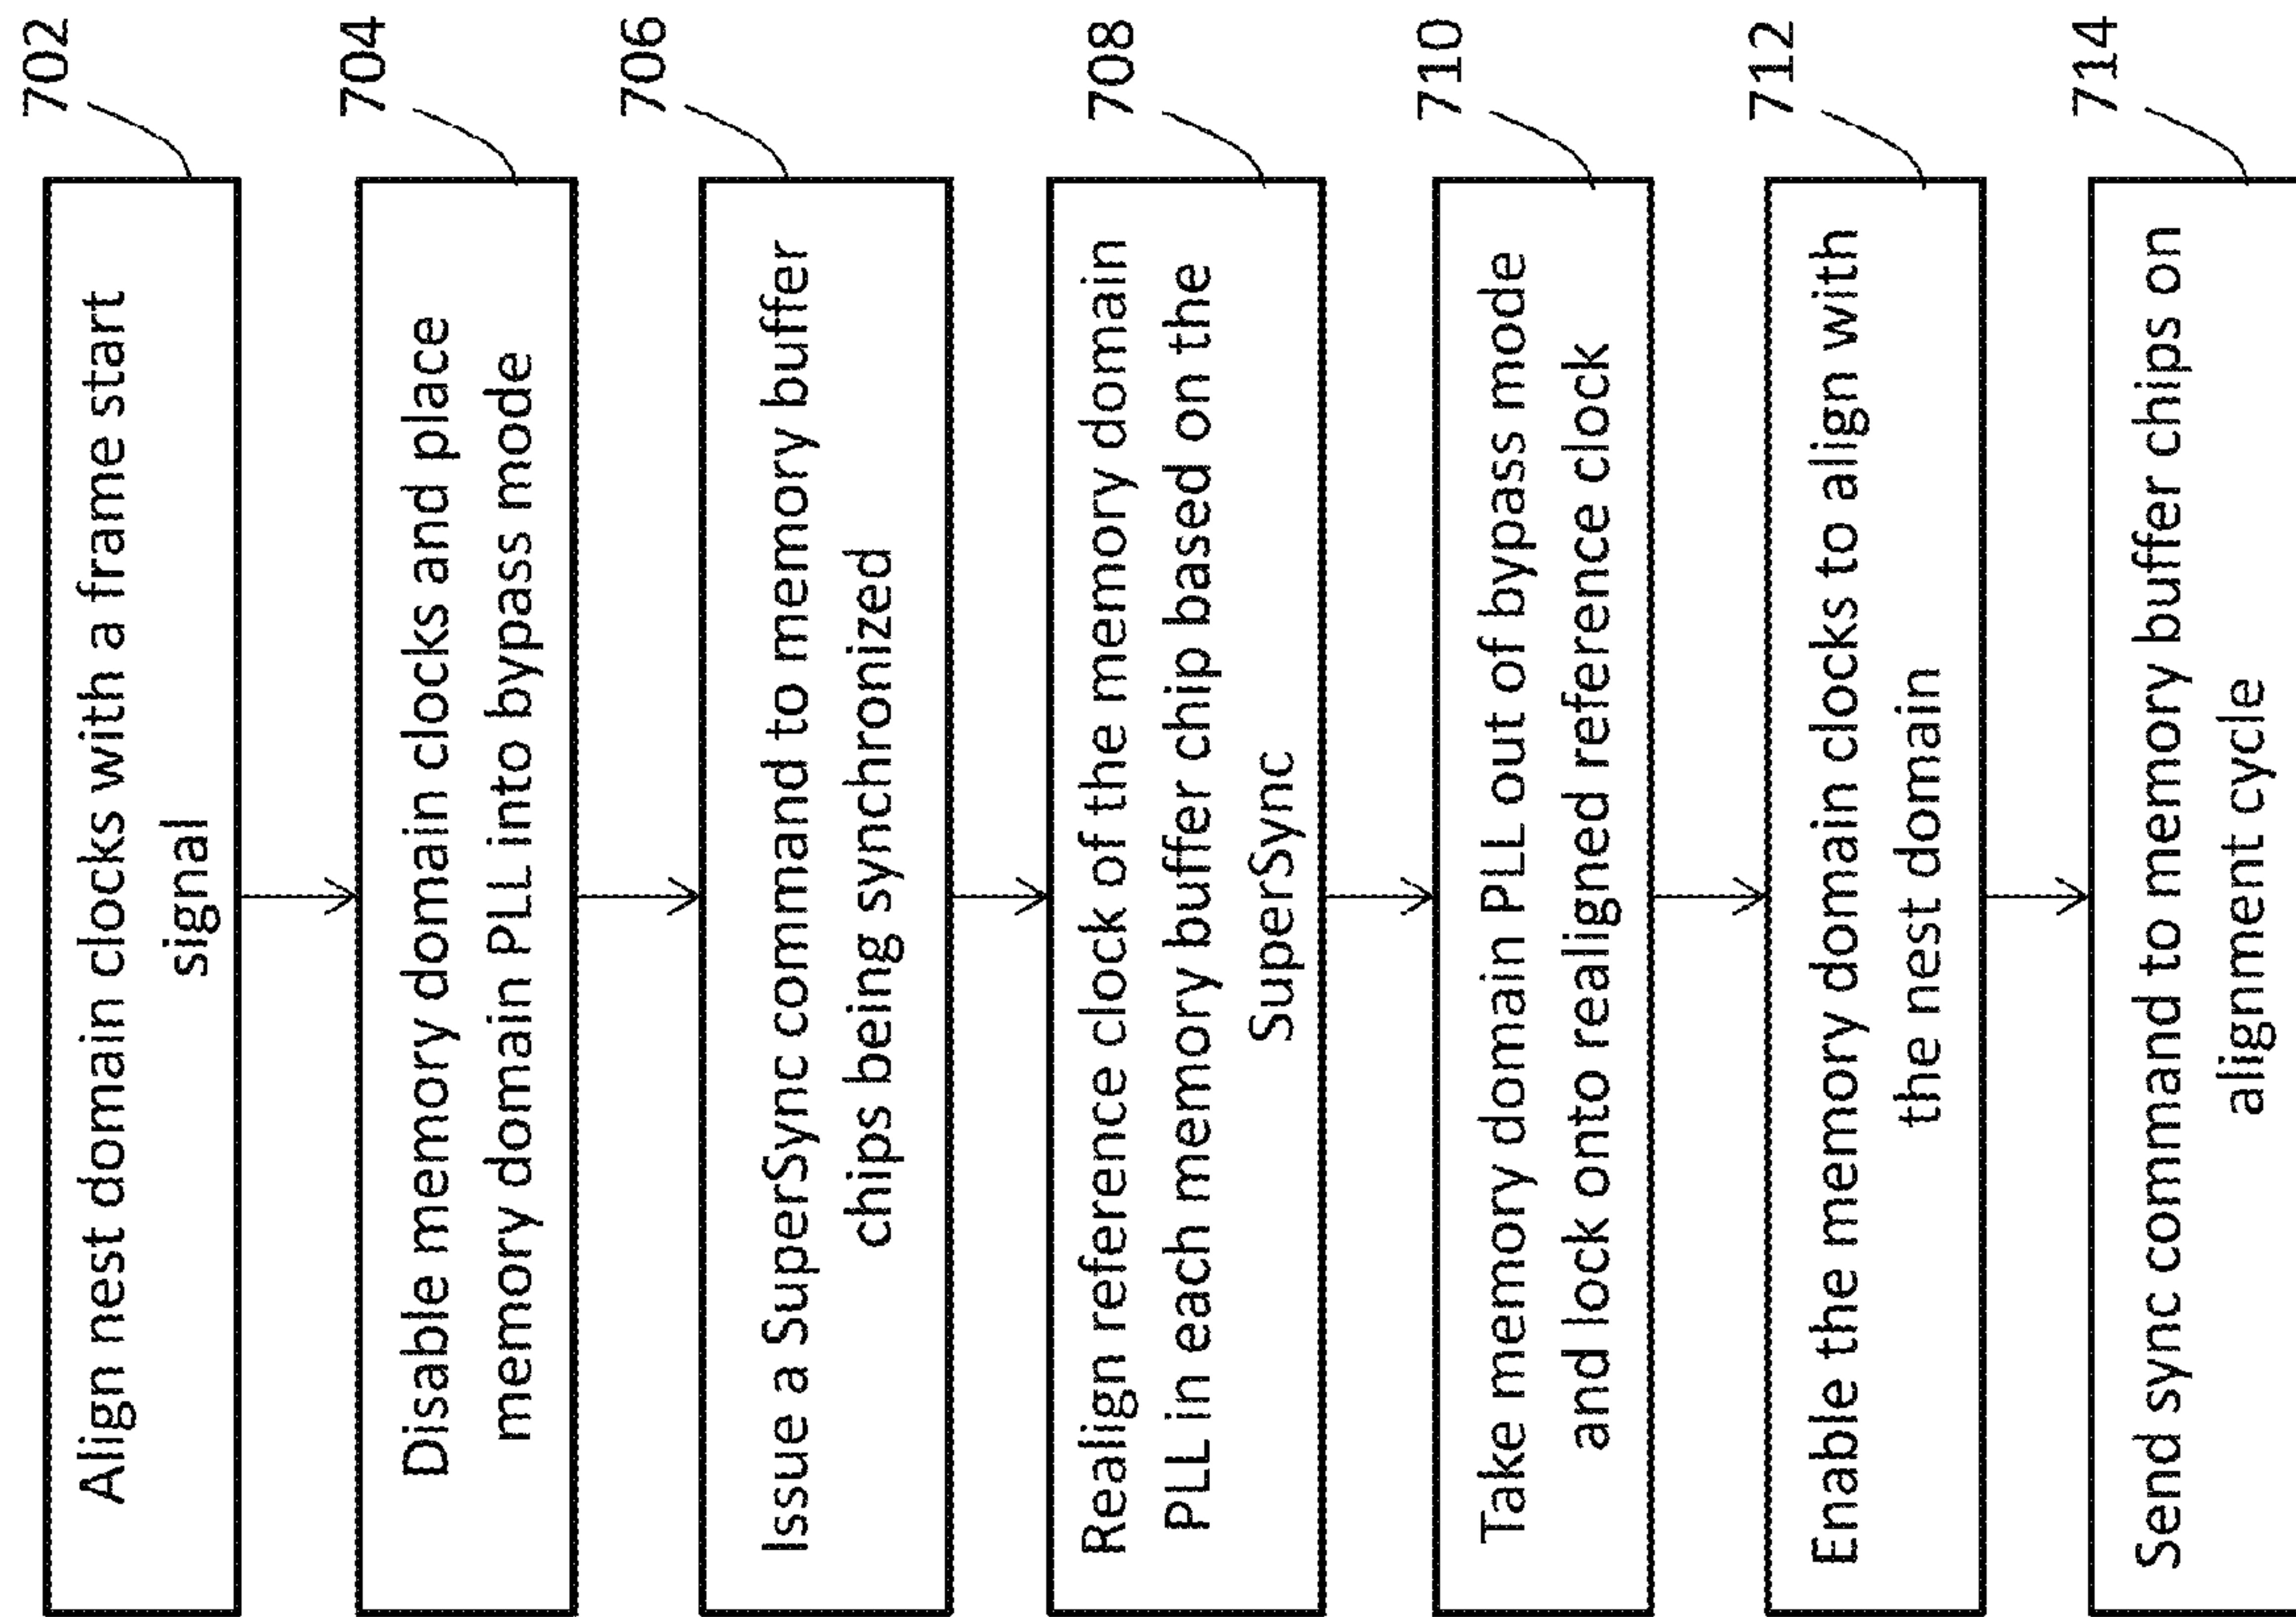 702
Align nest domain clocks with a frame start
signal
704
Disable memory domain clocks and place
memory domain PLL into bypass mode
706
Issue a SuperSync command to memory buffer
chips being synchronized
708
Realign reference clock of the memory domain
PLL in each memory buffer chip based on the
SuperSync
710
Take memory domain PLL out of bypass mode
and lock onto realigned reference clock
712
Enable the memory domain clocks to align with
the nest domain
714
Send sync command to memory buffer chips on
alignment cycle